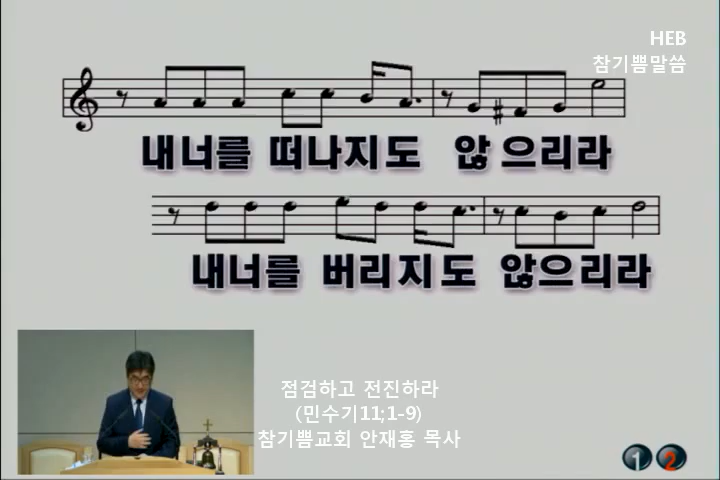 HEB
참기쁨말씀
내너를 떠나지도 않으리라
내너를 버리지도 않으리라
점검하고 전진하라
(민수기11;1-9)
참기쁨교회 안재홍 목사
1 2